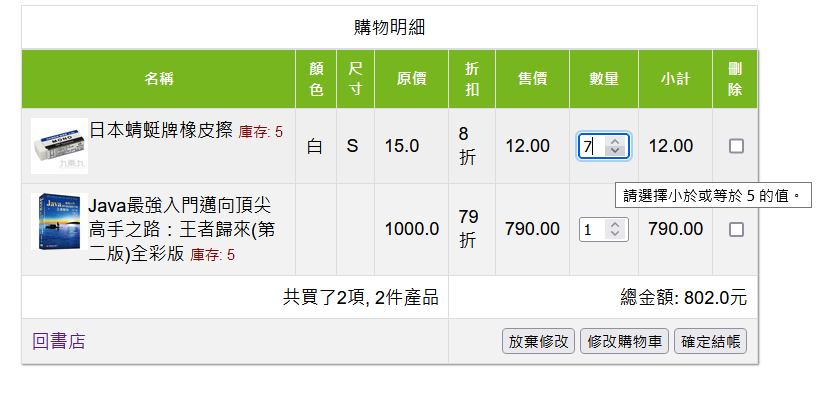 購物明細
名稱 顏色 尺寸 原價 折扣 售價 數量 小計 刪除
MONO
九乘九
日本蜻蜓牌橡皮擦 庫存: 5 白 S 15.0 8折 12.00 7 12.00
請選擇小於或等於 5 的值。
Java
Java最強入門邁向頂尖
高手之路：王者歸來(第
二版)全彩版 庫存: 5
1000.0 79折 790.00 1 790.00
共買了2項, 2件產品 總金額: 802.0元
回書店 放棄修改 修改購物車 確定結帳